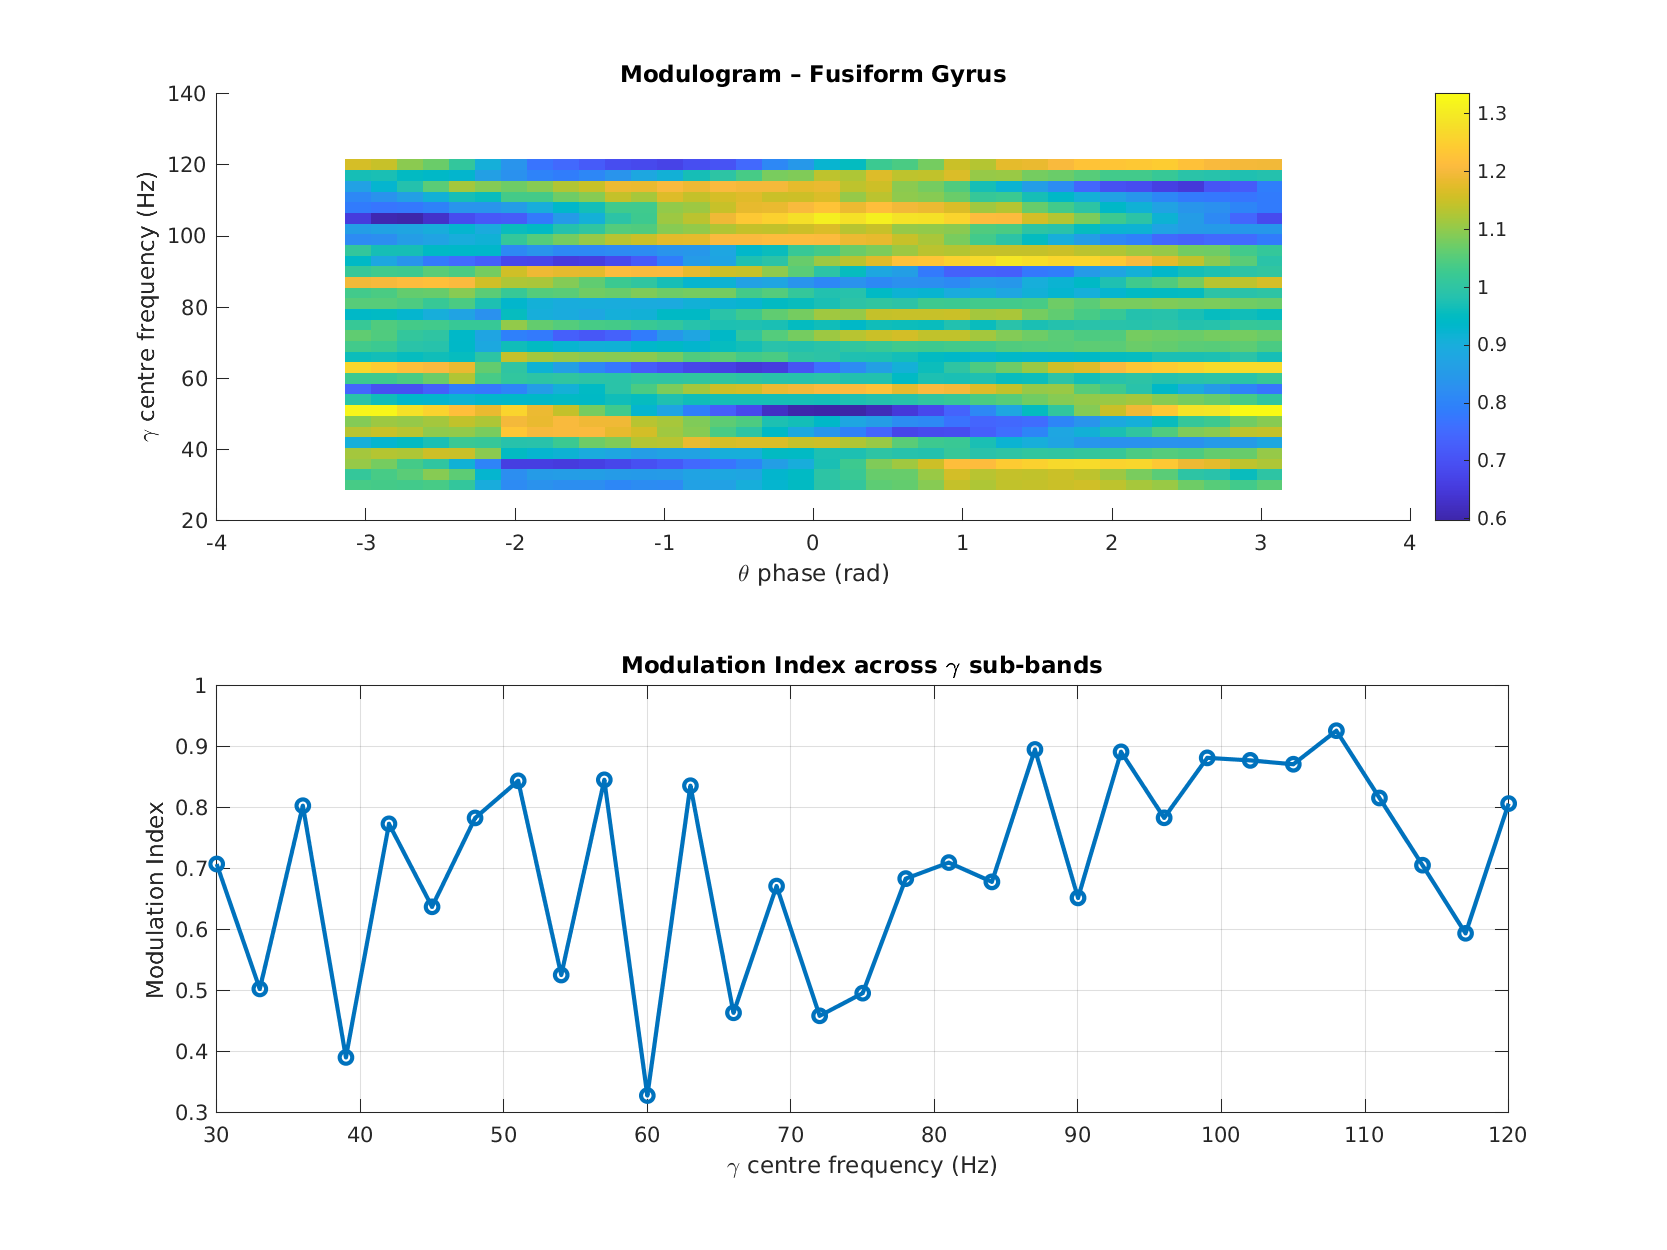 Modulogram – Fusiform Gyrus
140
120
100
80
60
40
20
γ centre frequency (Hz)
-4 -3 -2 -1 0 1 2 3 4
θ phase (rad)
1.3
1.2
1.1
1
0.9
0.8
0.7
0.6
Modulation Index across γ sub-bands
1
0.9
0.8
0.7
0.6
0.5
0.4
0.3
Modulation Index
30 40 50 60 70 80 90 100 110 120
γ centre frequency (Hz)